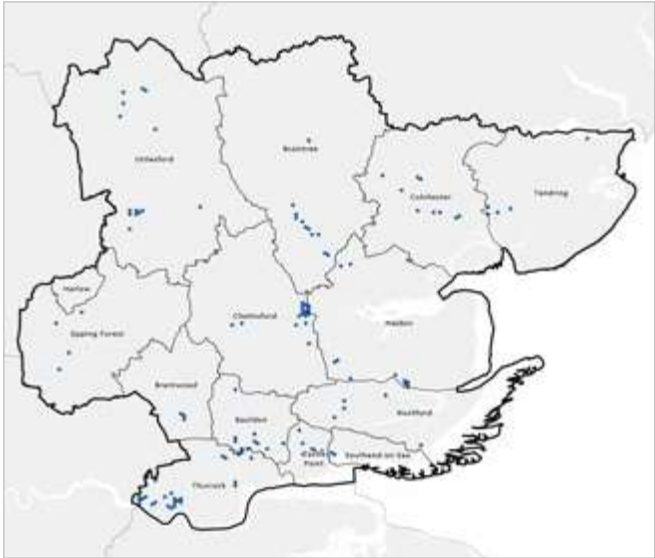 Uttlesford
Braintree
Colchester
Tendring
Harlow
Epping Forest
Chelmsford
Maldon
Brentwood
Basildon
Rochford
Castle
Point
Southend-on-Sea
Thurrock